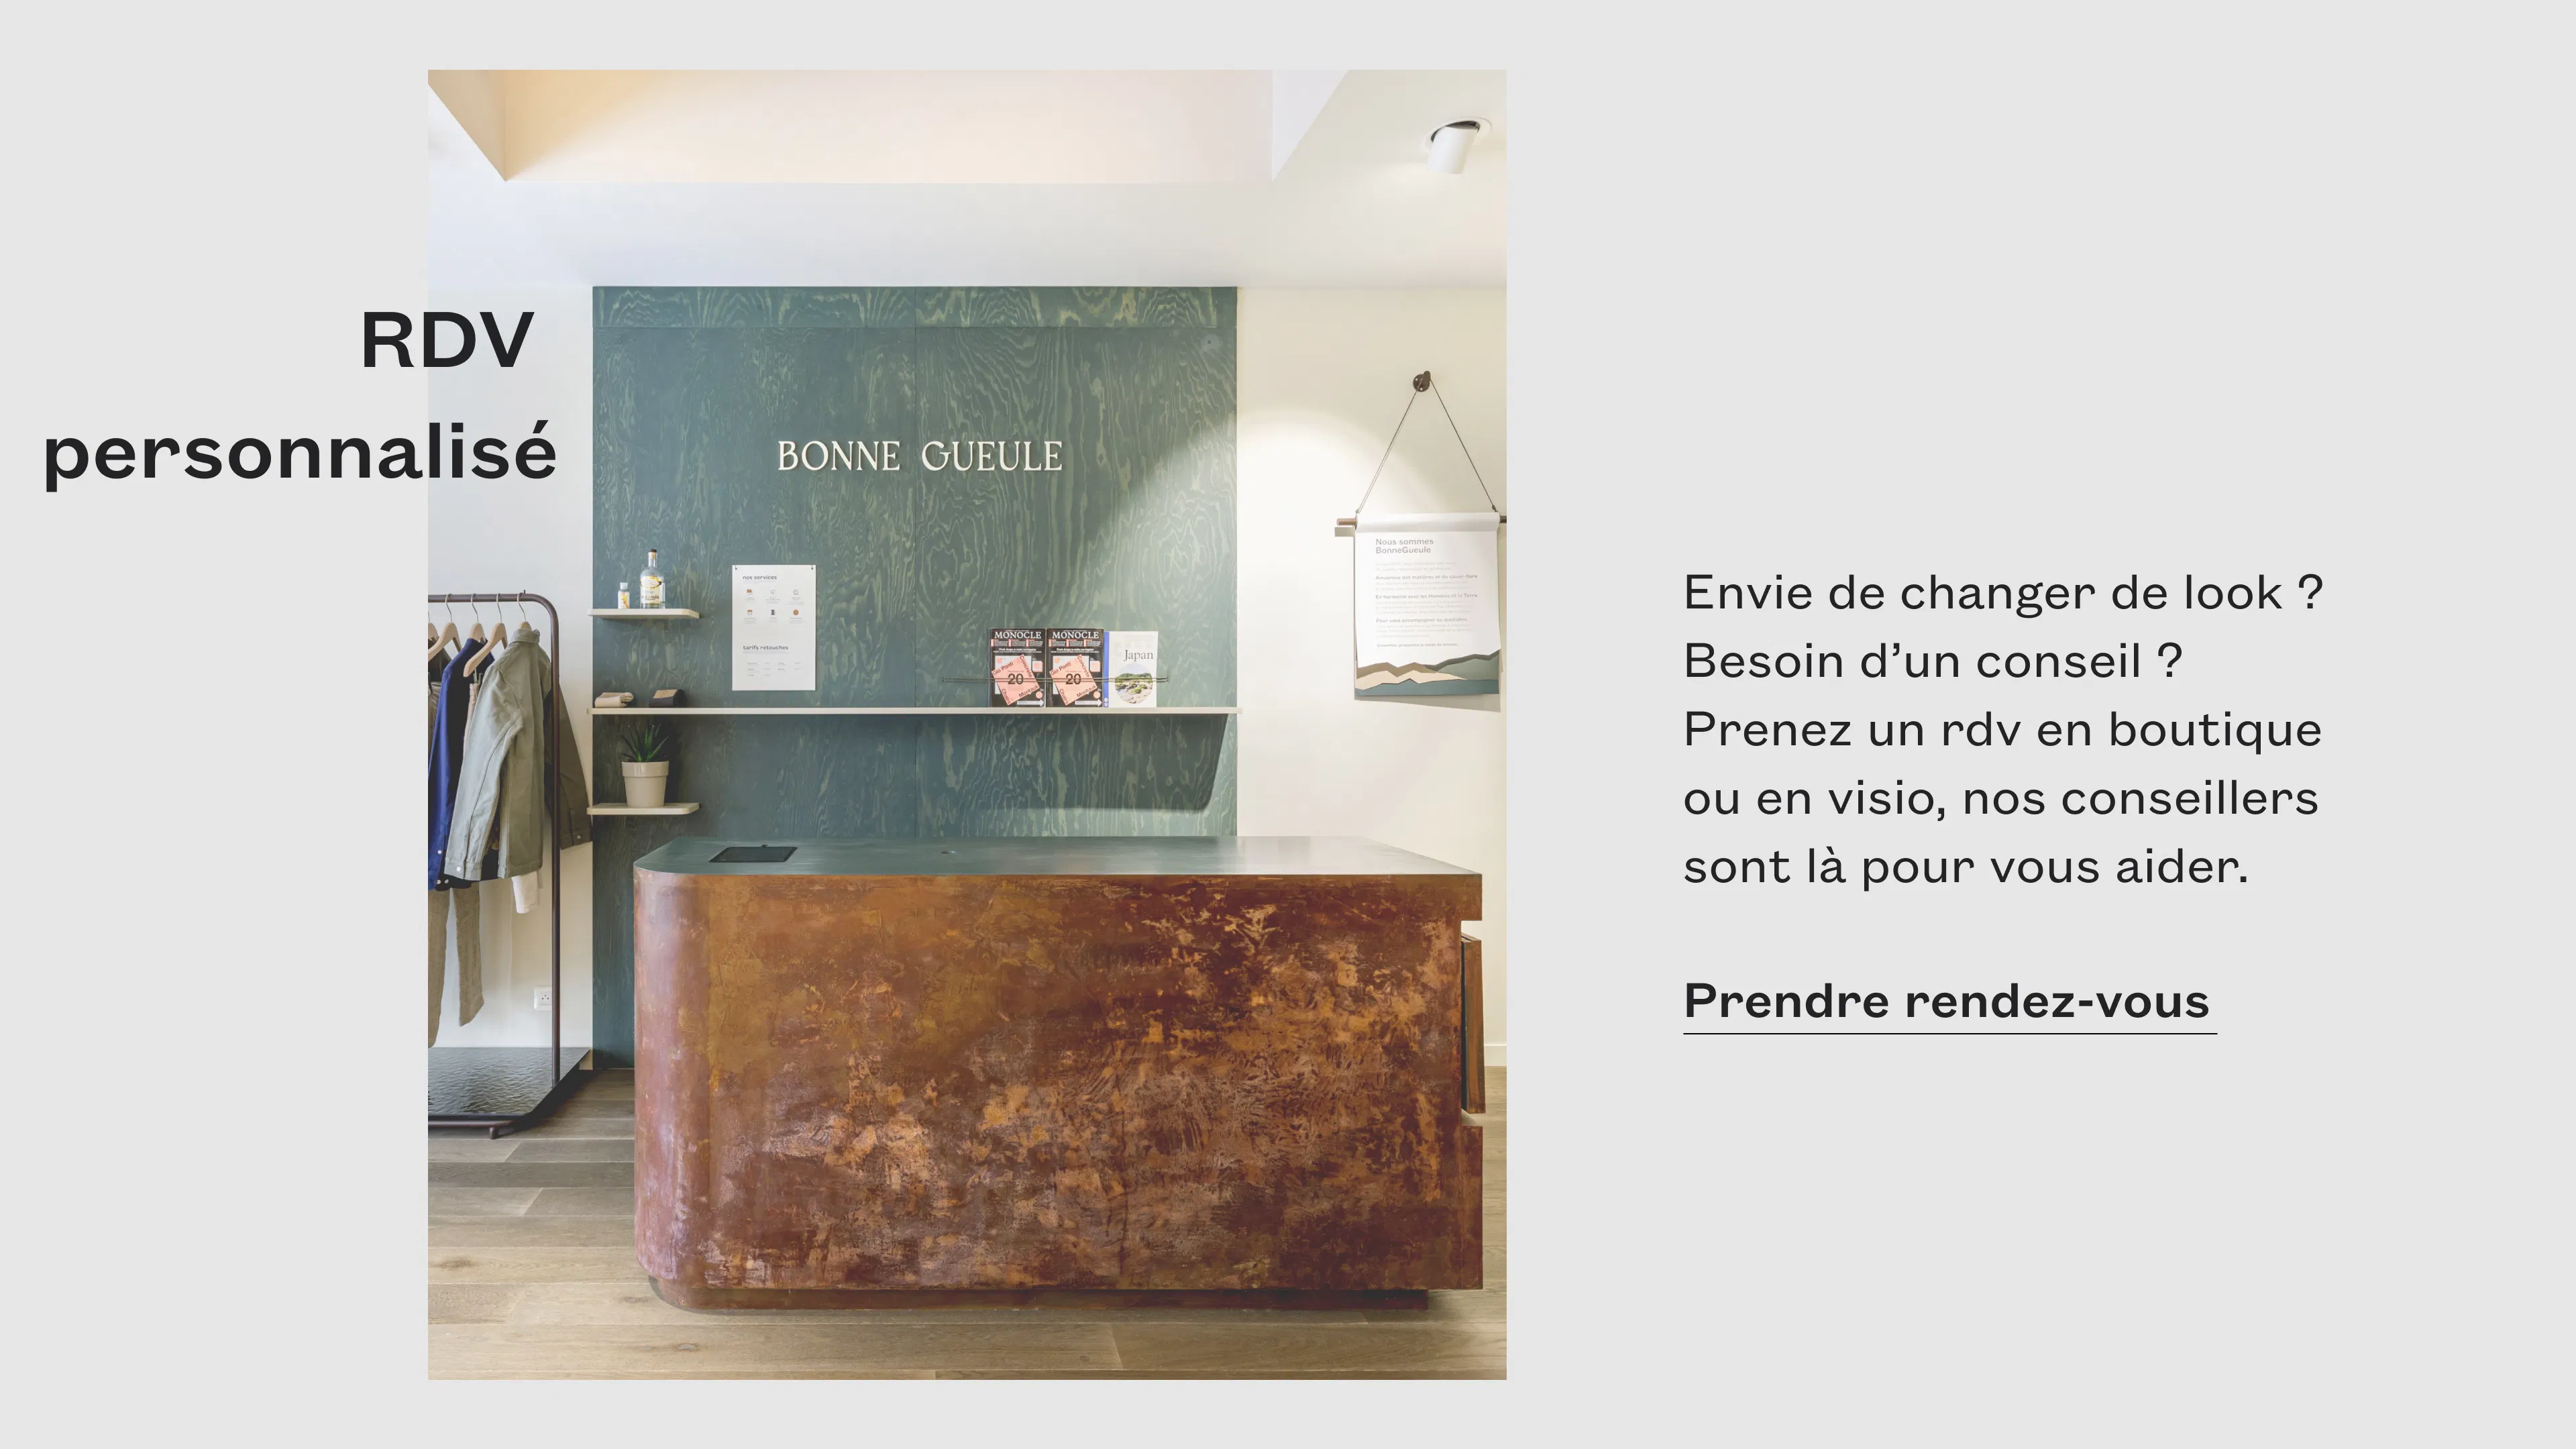 RDV
personnalisé
BONNE GUEULE
nos services
tarifs retouches
MONOCLE
MONOCLE
20
20
Japan
Nous sommes
BonneGueule
Envie de changer de look ?
Besoin d’un conseil ?
Prenez un rdv en boutique
ou en visio, nos conseillers
sont là pour vous aider.
Prendre rendez-vous